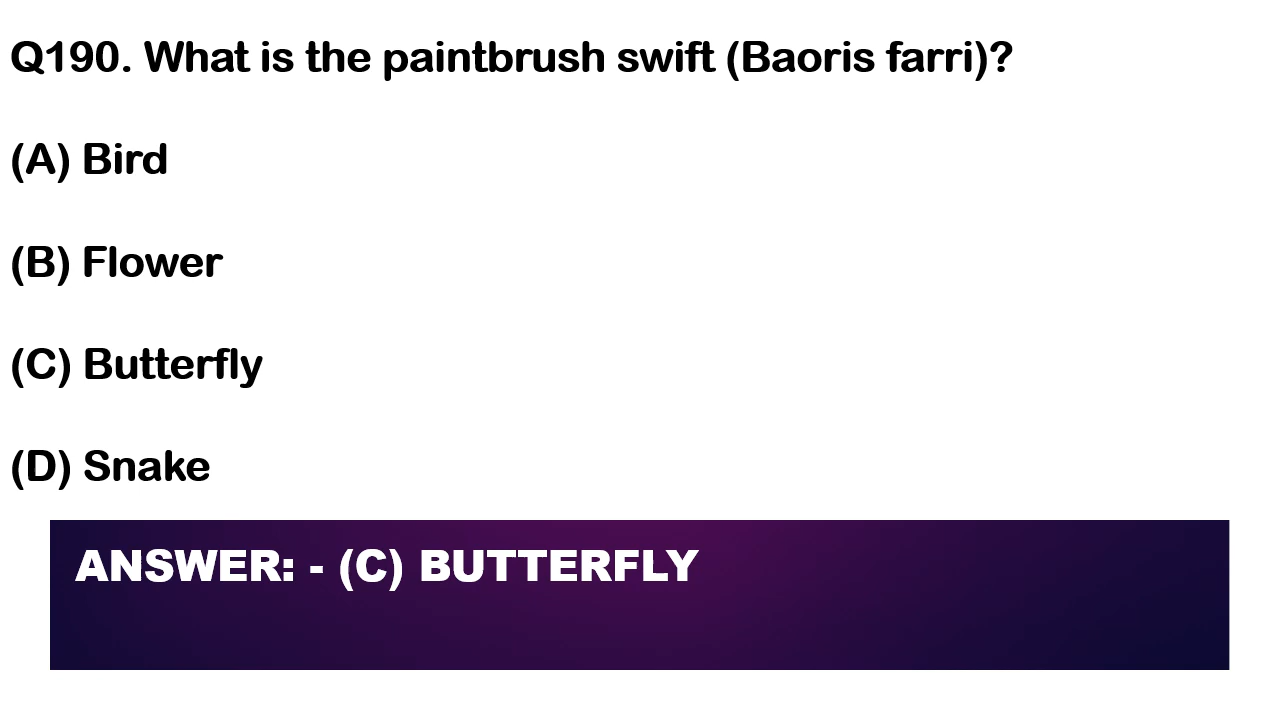 Q190. What is the paintbrush swift (Baoris farri)?
(A) Bird
(B) Flower
(C) Butterfly
(D) Snake
ANSWER: - (C) BUTTERFLY